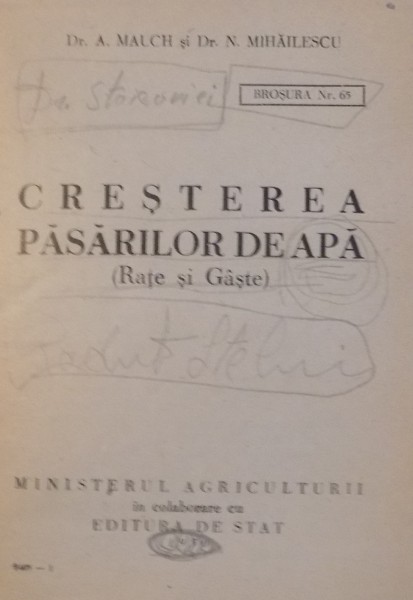 Dr. A. MAUCH și Dr. N. MIHĂILESCU
BROȘURA Nr. 65
CREȘTEREA
PĂSĂRILOR DE APĂ
(Rațe și Gâște)
MINISTERUL AGRICULTURII
în colaborare cu
EDITURA DE STAT